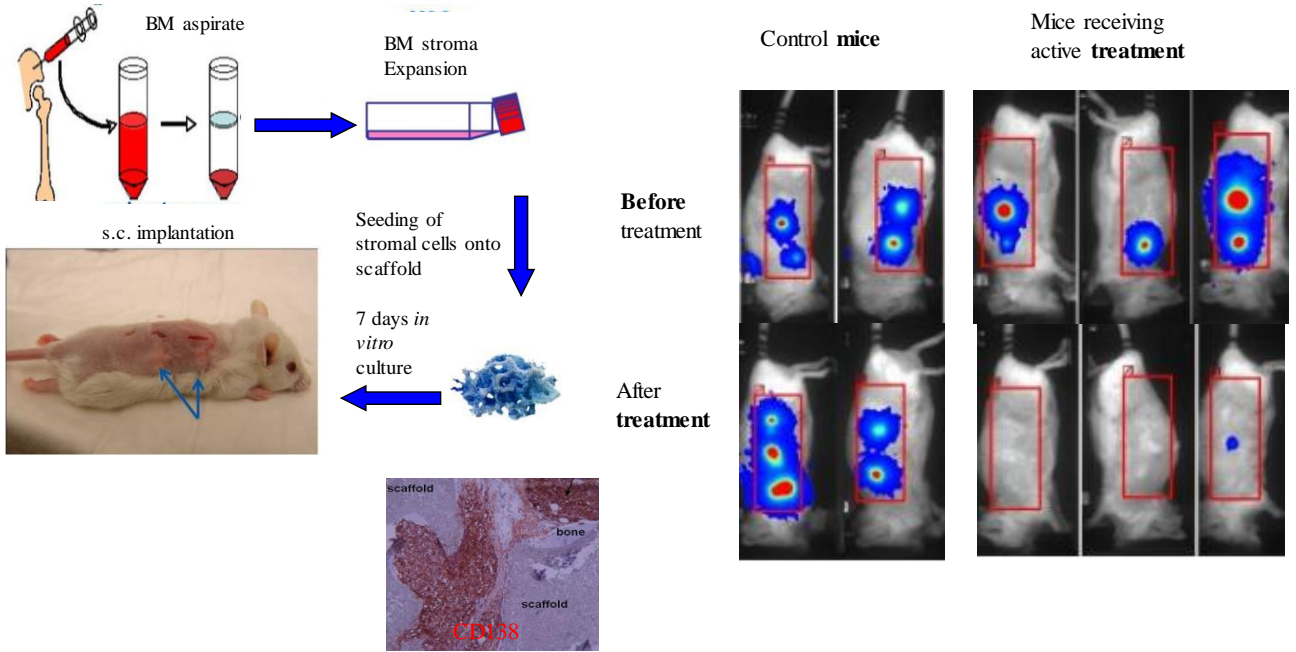 BM aspirate
BM stroma
Expansion
Seeding of
stromal cells onto
scaffold
7 days in
vitro
culture
s.c. implantation
scaffold
bone
scaffold
CD138
Control mice
Mice receiving
active treatment
Before
treatment
After
treatment